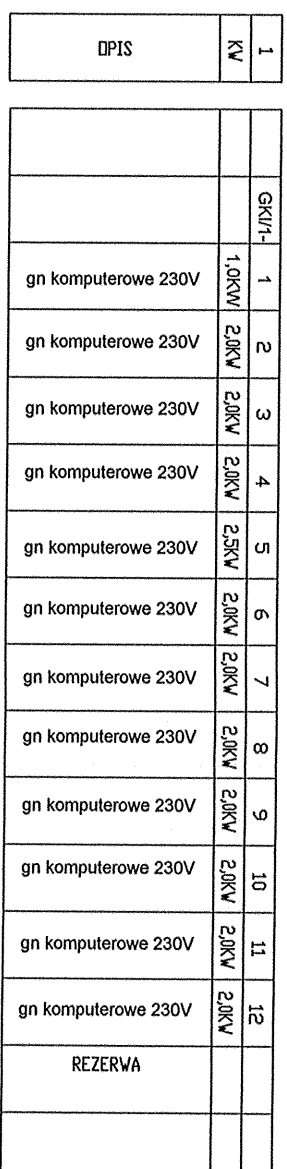 OPIS KW 1
GKI/1-
gn komputerowe 230V 1,0KW 1
gn komputerowe 230V 2,0KW 2
gn komputerowe 230V 2,0KW 3
gn komputerowe 230V 2,0KW 4
gn komputerowe 230V 2,5KW 5
gn komputerowe 230V 2,0KW 6
gn komputerowe 230V 2,0KW 7
gn komputerowe 230V 2,0KW 8
gn komputerowe 230V 2,0KW 9
gn komputerowe 230V 2,0KW 10
gn komputerowe 230V 2,0KW 11
gn komputerowe 230V 2,0KW 12
REZERWA